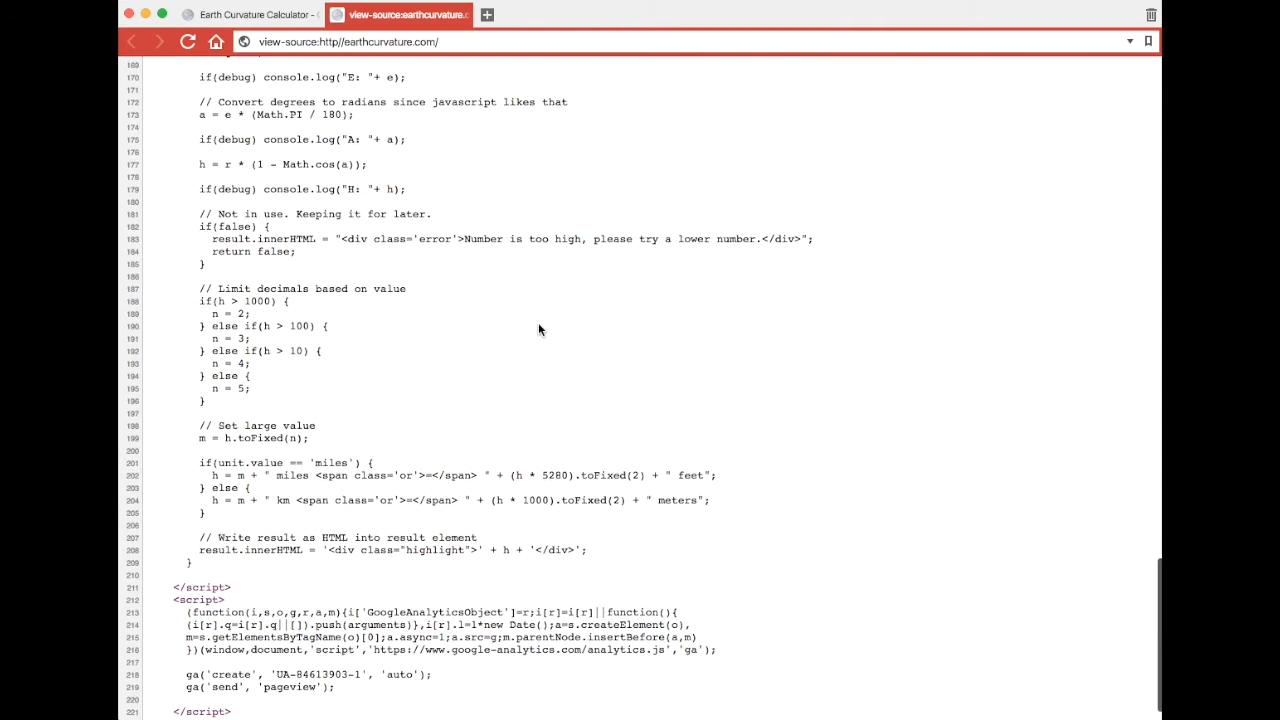 Earth Curvature Calculator - (
view-source:earthcurvature.c
view-source:http//earthcurvature.com/
169
170 if(debug) console.log("E: "+ e);
171
172 // Convert degrees to radians since javascript likes that
173 a = e * (Math.PI / 180);
174
175 if(debug) console.log("A: "+ a);
176
177 h = r * (1 - Math.cos(a));
178
179 if(debug) console.log("H: "+ h);
180
181 // Not in use. Keeping it for later.
182 if(false) {
183 result.innerHTML = "<div class='error'>Number is too high, please try a lower number.</div>";
184 return false;
185 }
186
187 // Limit decimals based on value
188 if(h > 1000) {
189 n = 2;
190 } else if(h > 100) {
191 n = 3;
192 } else if(h > 10) {
193 n = 4;
194 } else {
195 n = 5;
196 }
197
198 // Set large value
199 m = h.toFixed(n);
200
201 if(unit.value == 'miles') {
202 h = m + " miles <span class='or'>=</span> " + (h * 5280).toFixed(2) + " feet";
203 } else {
204 h = m + " km <span class='or'>=</span> " + (h * 1000).toFixed(2) + " meters";
205 }
206
207 // Write result as HTML into result element
208 result.innerHTML = '<div class="highlight">' + h + '</div>';
209 }
210
211 </script>
212 <script>
213 (function(i,s,o,g,r,a,m){i['GoogleAnalyticsObject']=r;i[r]=i[r]||function(){
214 (i[r].q=i[r].q||[]).push(arguments)},i[r].l=1*new Date();a=s.createElement(o),
215 m=s.getElementsByTagName(o)[0];a.async=1;a.src=g;m.parentNode.insertBefore(a,m)
216 })(window,document,'script','https://www.google-analytics.com/analytics.js','ga');
217
218 ga('create', 'UA-84613903-1', 'auto');
219 ga('send', 'pageview');
220
221 </script>